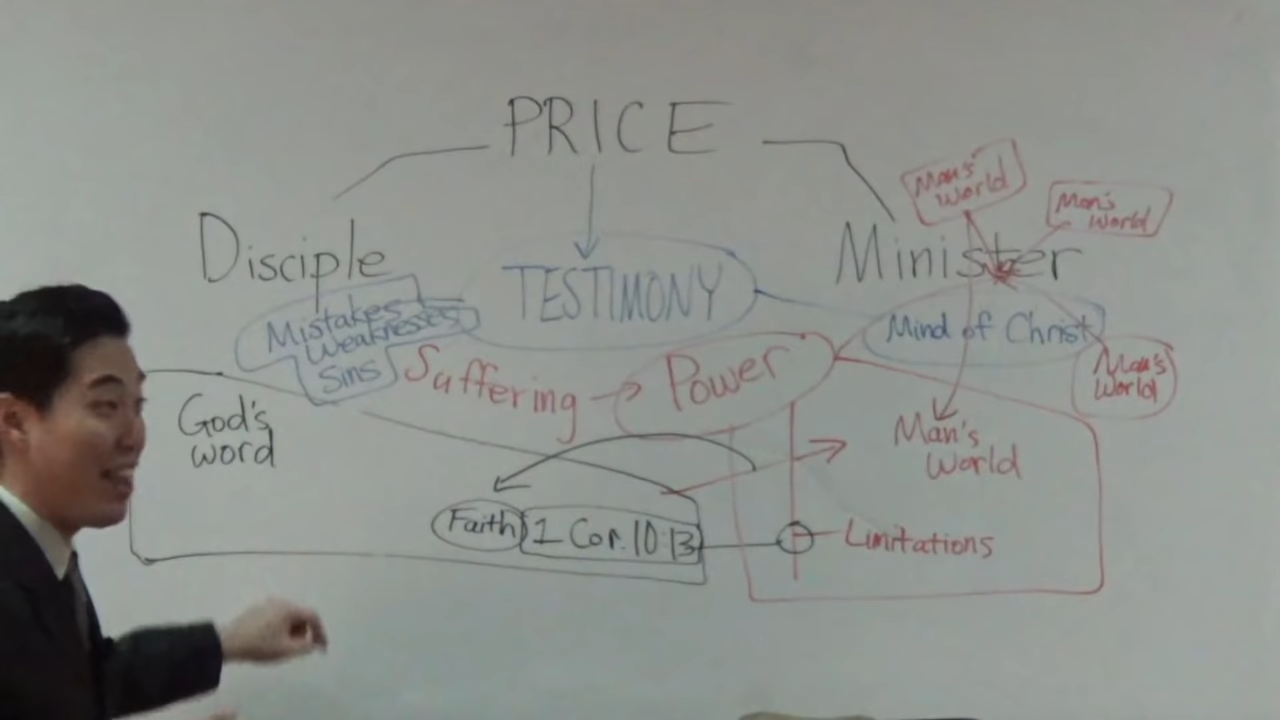 PRICE
Man's
World
Man's
World
Disciple
Minister
TESTIMONY
Mistakes
Weaknesses
Sins
Mind of Christ
Suffering
Power
Man's
World
God's
word
Man's
World
Faith 1 Cor. 10:13
Limitations